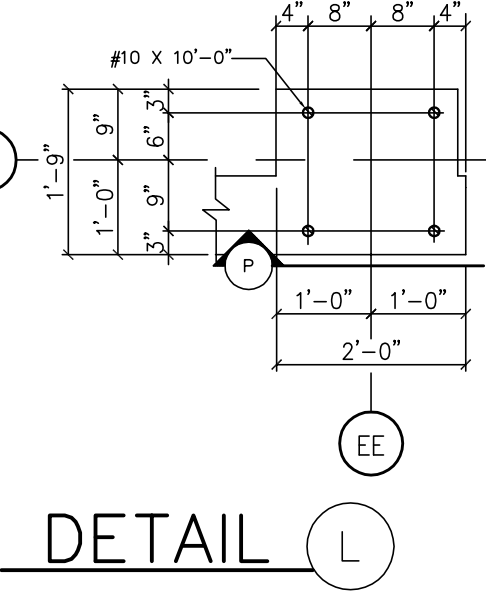 4" 8" 8" 4"
#10 X 10'-0"
3"
9"
6"
1'-9"
1'-0"
9"
3"
P
1'-0" 1'-0"
2'-0"
EE
DETAIL L